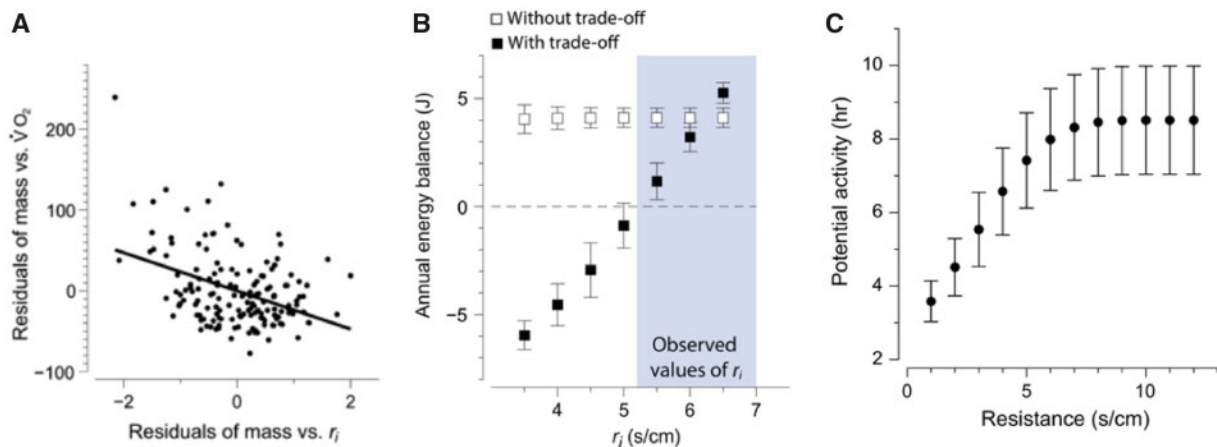 A
Residuals of mass vs. V̇O₂
200
100
0
−100
−2
0
2
Residuals of mass vs. rᵢ
B
Without trade-off
With trade-off
Annual energy balance (J)
5
0
−5
Observed
values of rᵢ
4
5
6
7
rᵢ (s/cm)
C
Potential activity (hr)
10
8
6
4
2
0
5
10
Resistance (s/cm)